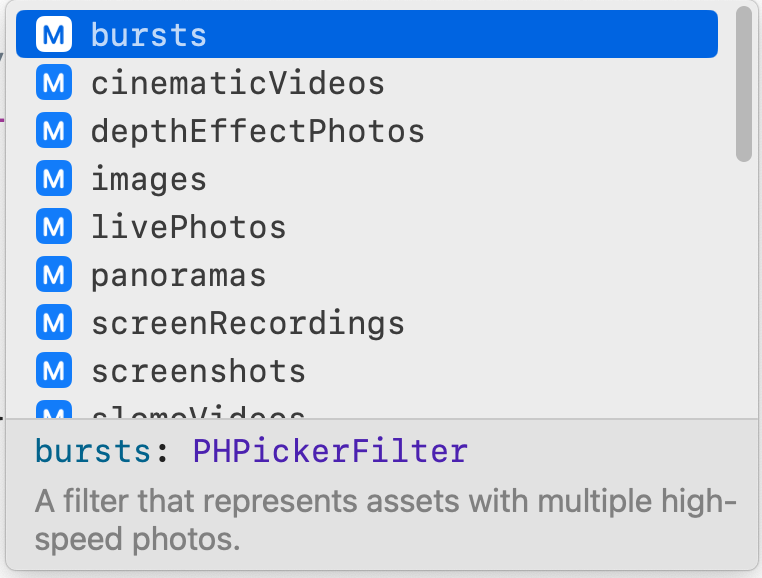 M bursts
M cinematicVideos
M depthEffectPhotos
M images
M livePhotos
M panoramas
M screenRecordings
M screenshots
M slomoVideos
bursts: PHPickerFilter
A filter that represents assets with multiple high-
speed photos.